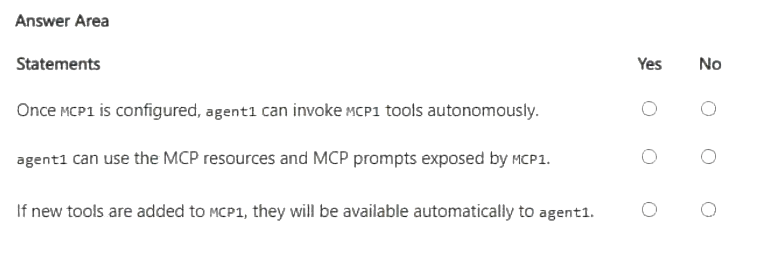 Answer Area
Statements Yes No
Once MCP1 is configured, agent1 can invoke MCP1 tools autonomously.
agent1 can use the MCP resources and MCP prompts exposed by MCP1.
If new tools are added to MCP1, they will be available automatically to agent1.